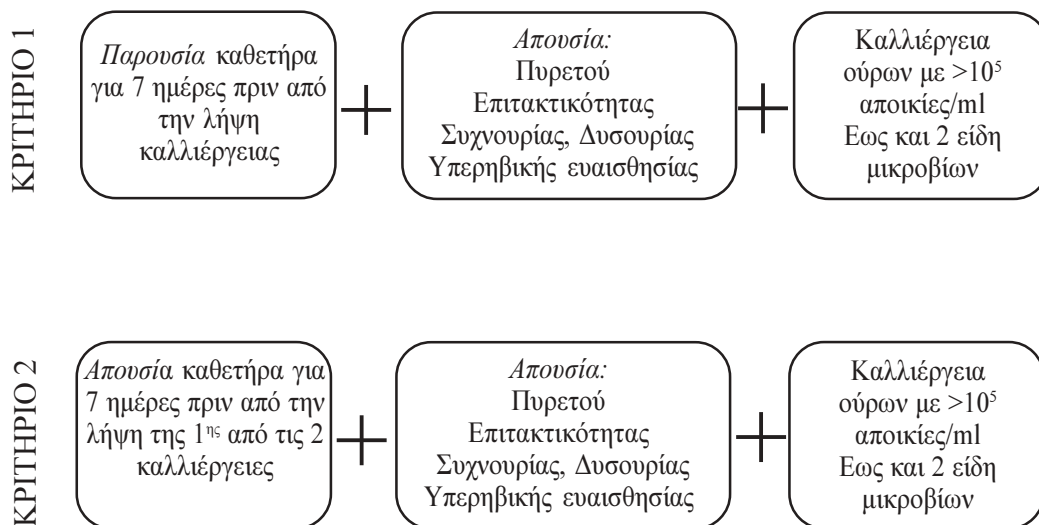 ΚΡΙΤΗΡΙΟ 1
Παρουσία καθετήρα
για 7 ημέρες πριν από
την λήψη
καλλιέργειας
+
Απουσία:
Πυρετού
Επιτακτικότητας
Συχνουρίας, Δυσουρίας
Υπερηβικής ευαισθησίας
+
Καλλιέργεια
ούρων με >10⁵
αποικίες/ml
Εως και 2 είδη
μικροβίων
ΚΡΙΤΗΡΙΟ 2
Απουσία καθετήρα για
7 ημέρες πριν από την
λήψη της 1ης από τις 2
καλλιέργειες
+
Απουσία:
Πυρετού
Επιτακτικότητας
Συχνουρίας, Δυσουρίας
Υπερηβικής ευαισθησίας
+
Καλλιέργεια
ούρων με >10⁵
αποικίες/ml
Εως και 2 είδη
μικροβίων